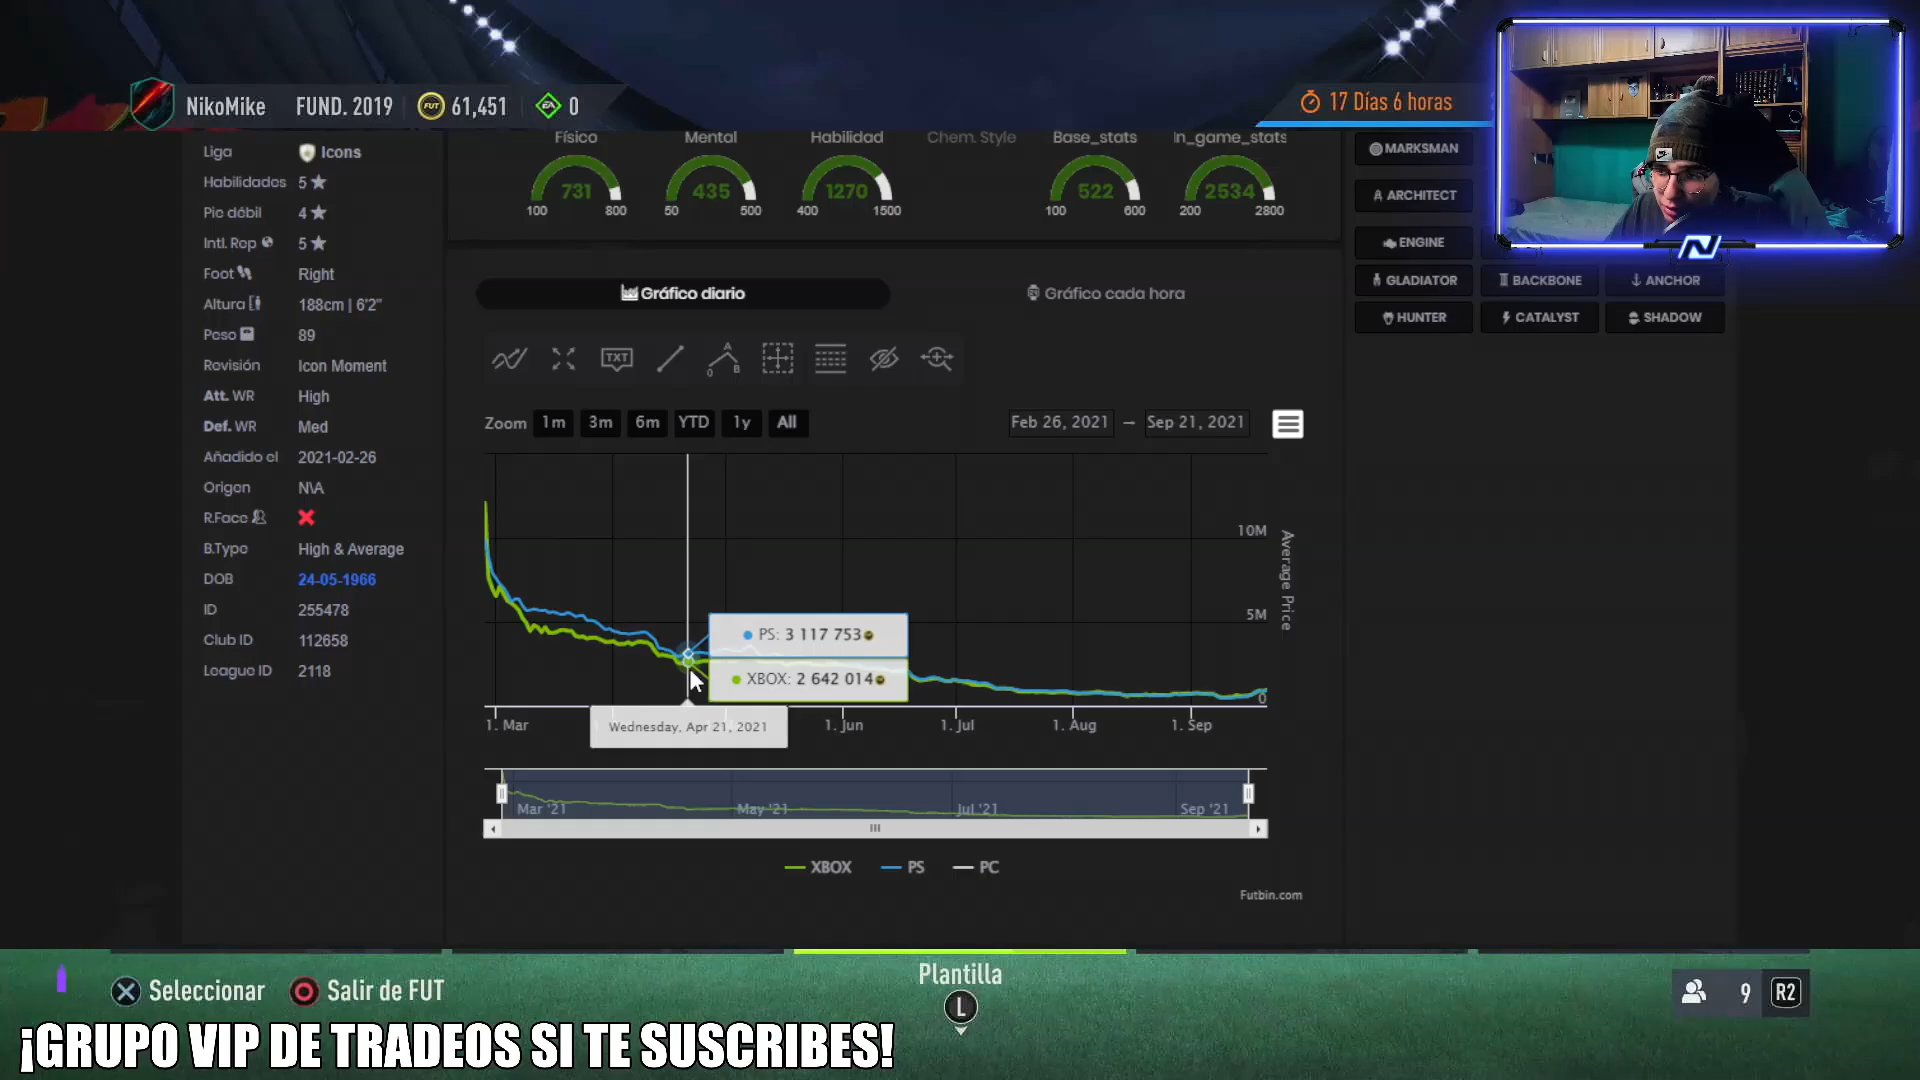 NikoMike FUND. 2019 FUT 61,451 EA 0
17 Días 6 horas
Liga Icons
Habilidades 5
Pie débil 4
Intl. Rep 5
Foot Right
Altura 188cm | 6'2"
Peso 89
Revisión Icon Moment
Att. WR High
Def. WR Med
Añadido el 2021-02-26
Origen N\A
R.Face
B.Type High & Average
DOB 24-05-1966
ID 255478
Club ID 112658
League ID 2118
Físico Mental Habilidad Chem. Style Base_stats In_game_stats
731 435 1270 522 2534
100 800 50 500 400 1500 100 600 200 2800
Gráfico diario Gráfico cada hora
TXT 0 A B
Zoom 1m 3m 6m YTD 1y All Feb 26, 2021 → Sep 21, 2021
10M
5M
0
Average Price
PS: 3 117 753
XBOX: 2 642 014
1. Mar 1. Jun 1. Jul 1. Aug 1. Sep
Wednesday, Apr 21, 2021
Mar '21 May '21 Jul '21 Sep '21
XBOX PS PC
Futbin.com
MARKSMAN
ARCHITECT
ENGINE
GLADIATOR BACKBONE ANCHOR
HUNTER CATALYST SHADOW
N
Seleccionar Salir de FUT
Plantilla
L
9 R2
¡GRUPO VIP DE TRADEOS SI TE SUSCRIBES!